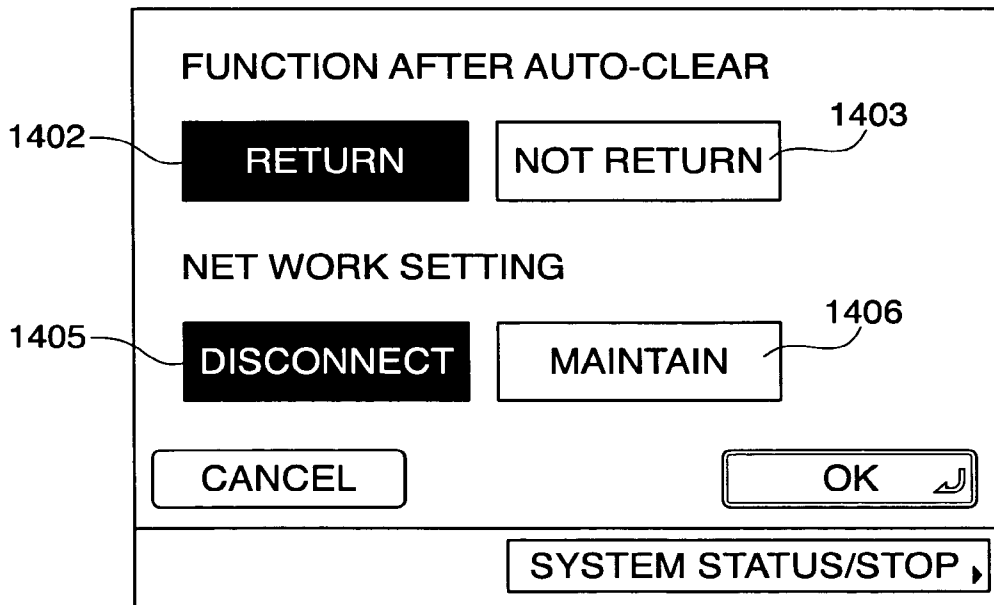 FUNCTION AFTER AUTO-CLEAR
1402
RETURN
NOT RETURN
1403
NET WORK SETTING
1405
DISCONNECT
MAINTAIN
1406
CANCEL
OK
SYSTEM STATUS/STOP